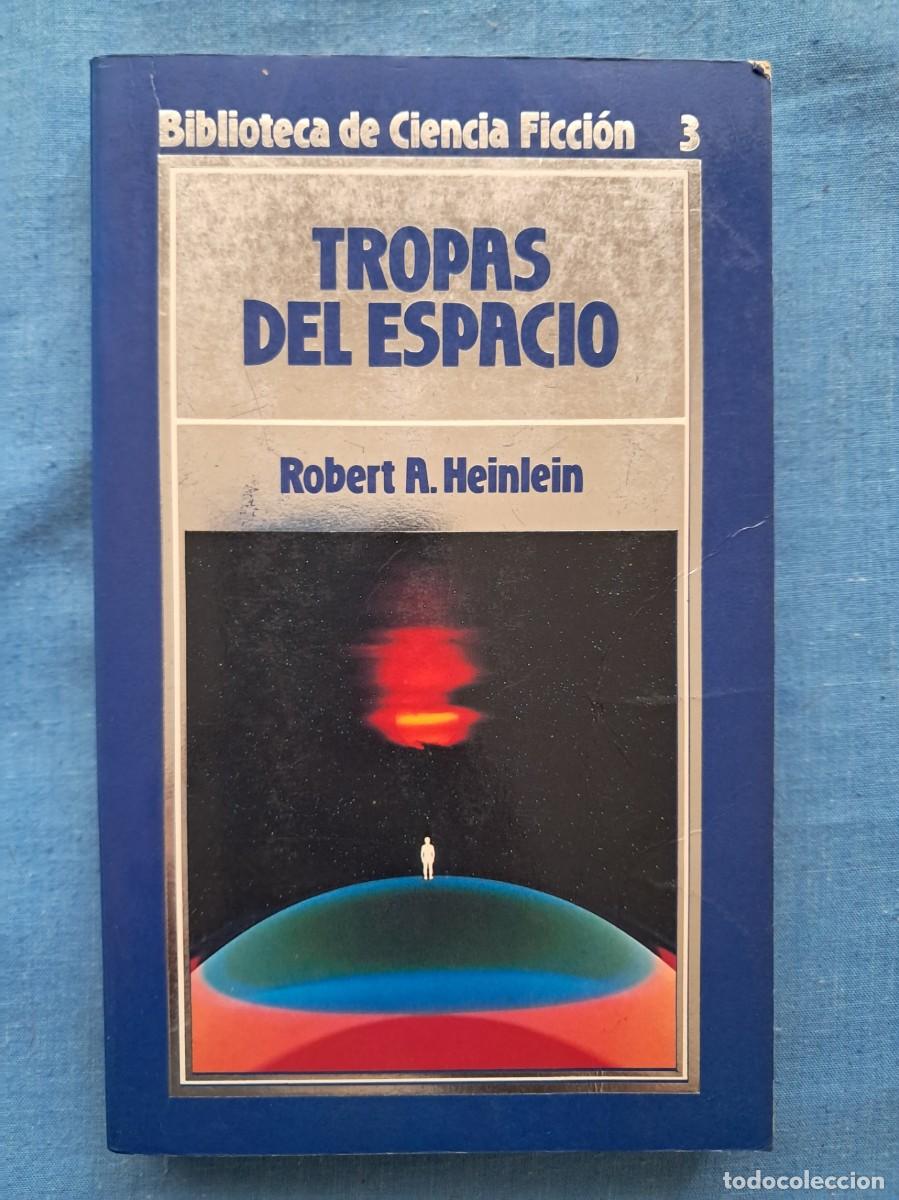 Biblioteca de Ciencia Ficción 3
TROPAS
DEL ESPACIO
Robert A. Heinlein
todocoleccion